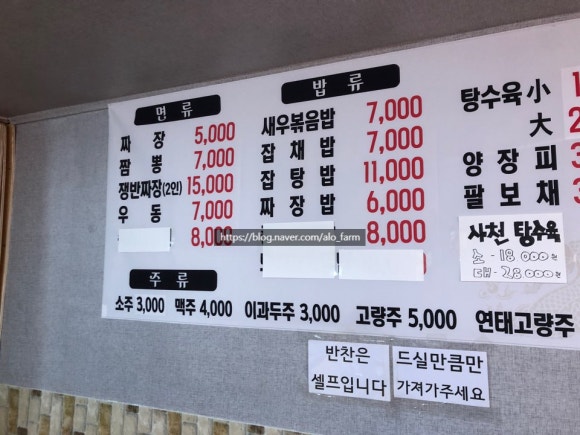 면류
짜장 5,000
짬뽕 7,000
쟁반짜장(2인) 15,000
우동 7,000
8,000
밥류
새우볶음밥 7,000
잡채밥 7,000
잡탕밥 11,000
짜장밥 6,000
8,000
탕수육 小
大
양장피
팔보채
사천 탕수육
소-18000원
대-28000원
https://blog.naver.com/alo_farm
주류
소주 3,000 맥주 4,000 이과두주 3,000 고량주 5,000 연태고량주
반찬은
셀프입니다
드실만큼만
가져가주세요